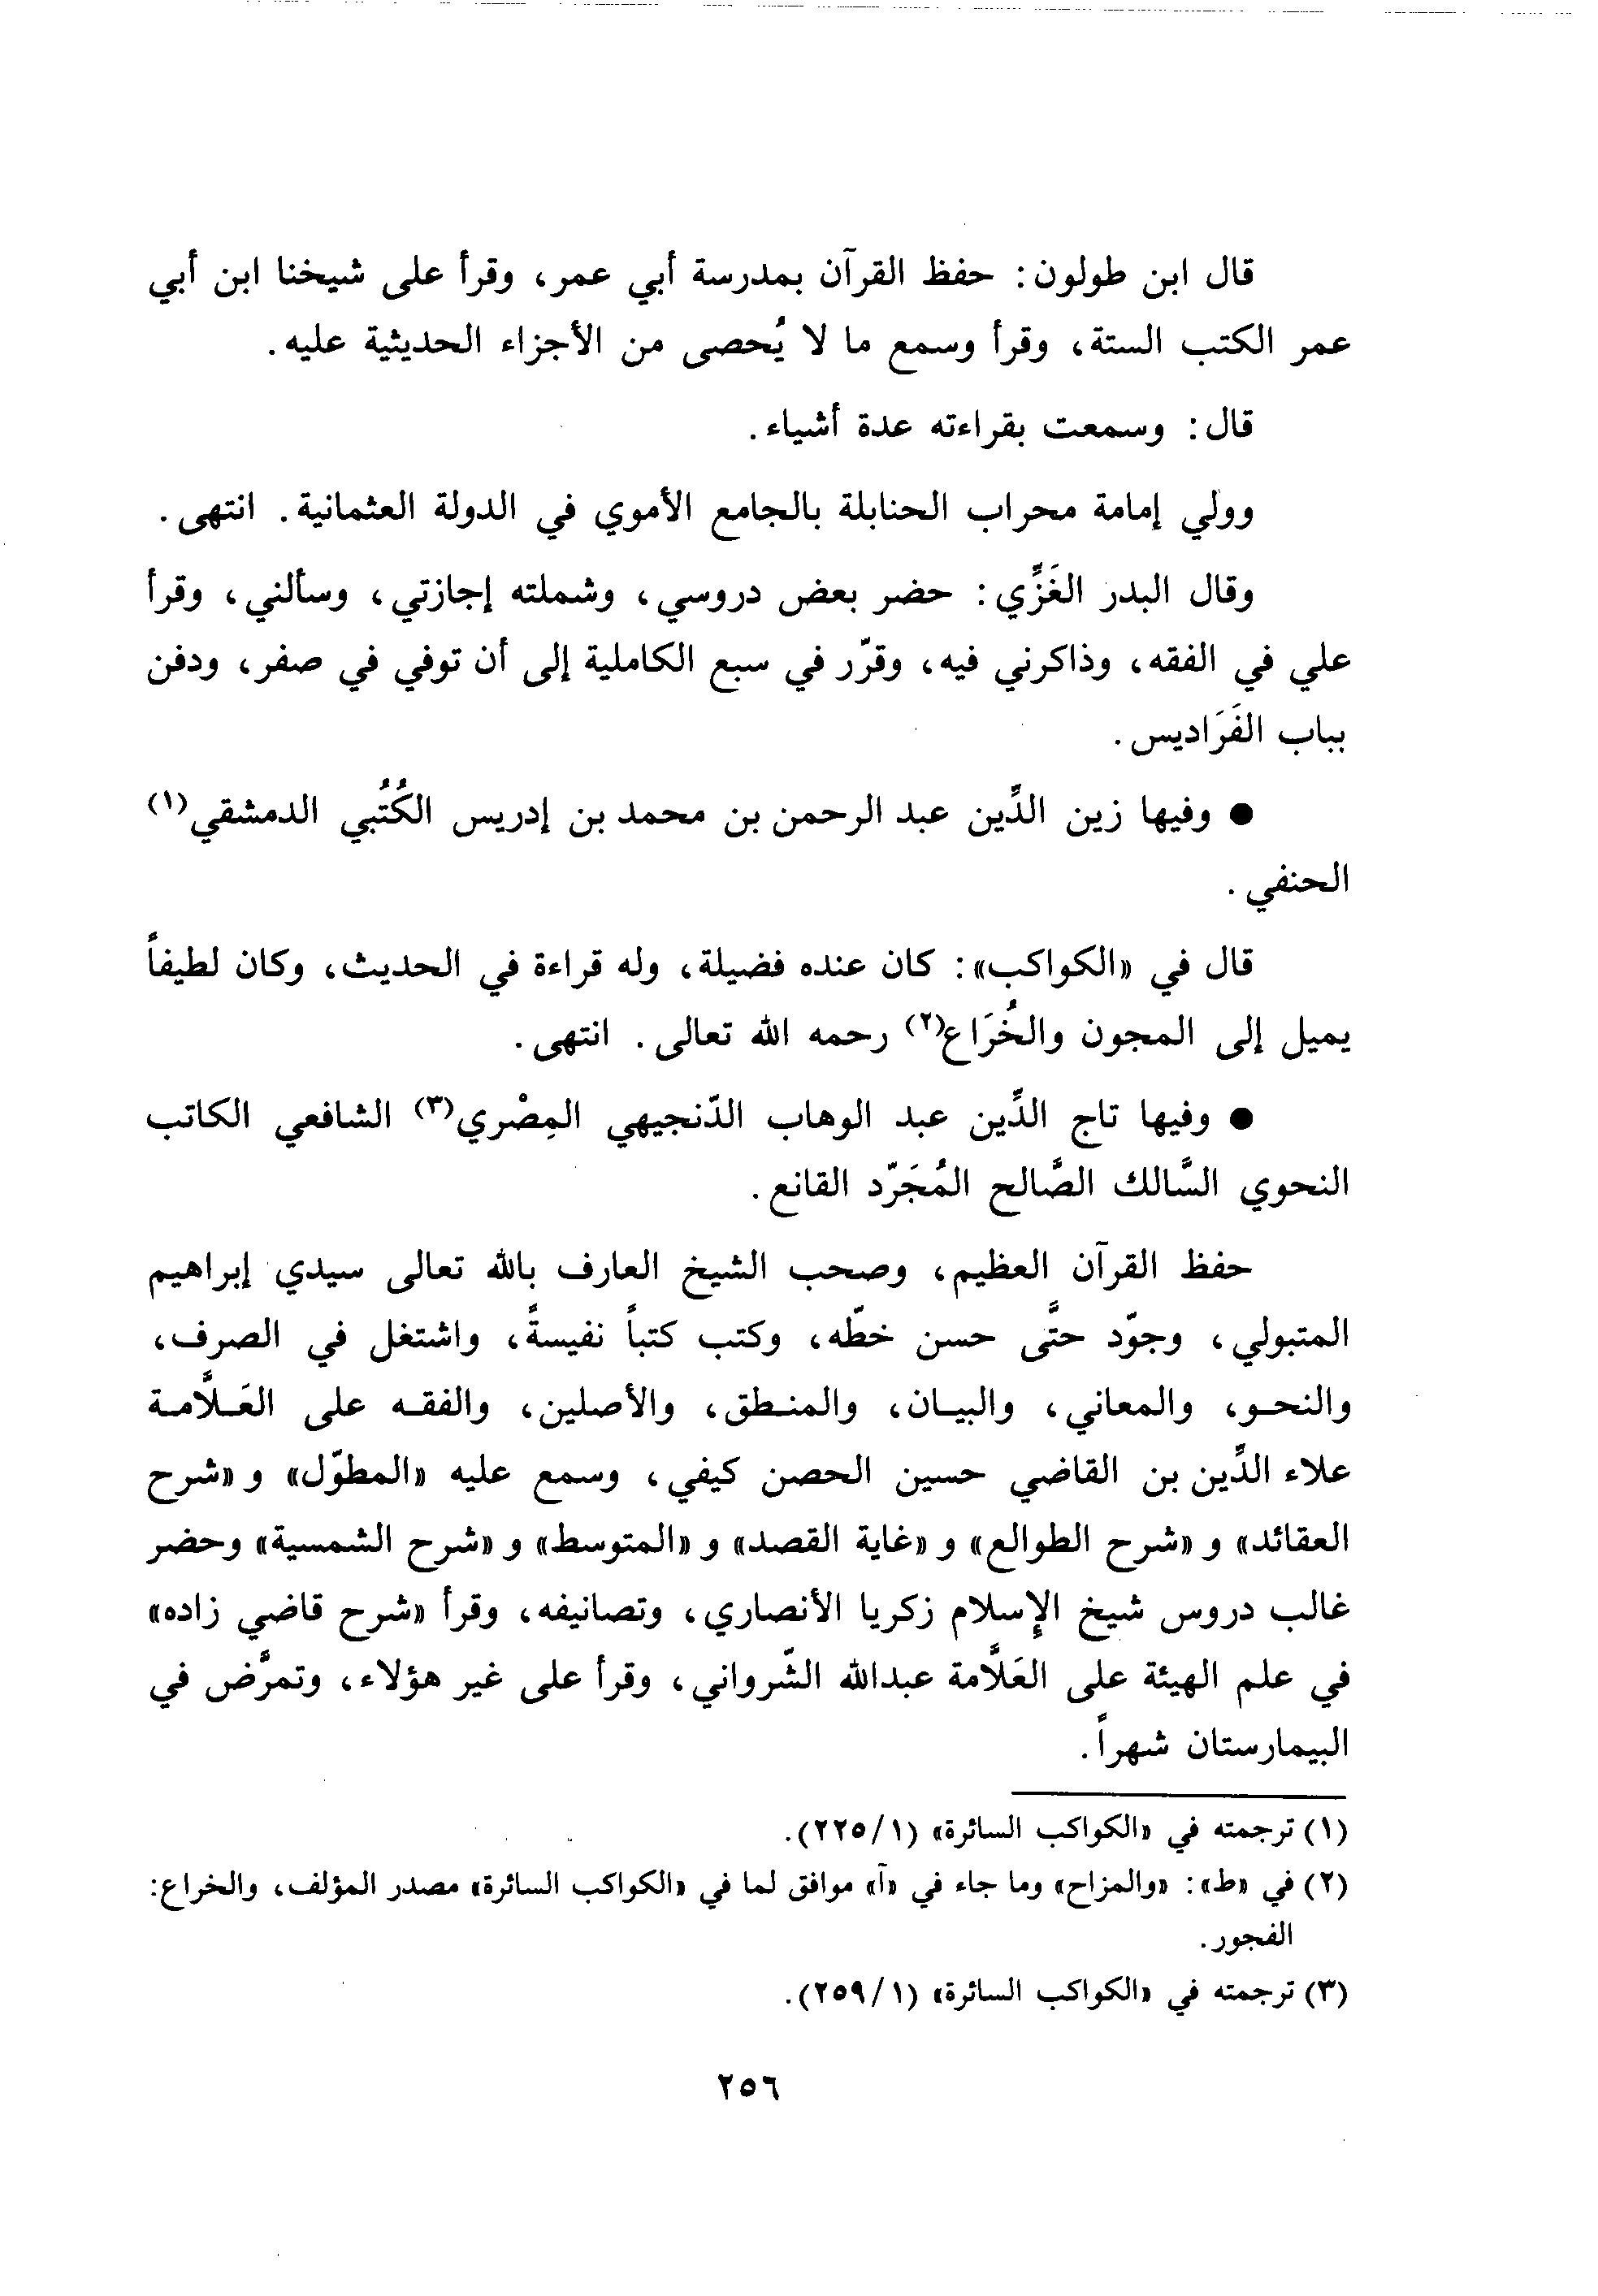 قال ابن طولون: حفظ القرآن بمدرسة أبي عمر، وقرأ على شيخنا ابن أبي
عمر الكتب الستة، وقرأ وسمع ما لا يُحصى من الأجزاء الحديثية عليه.
قال: وسمعت بقراءته عدة أشياء.
وولي إمامة محراب الحنابلة بالجامع الأموي في الدولة العثمانية. انتهى.
وقال البدر الغَزِّي: حضر بعض دروسي، وشملته إجازتي، وسألني، وقرأ
علي في الفقه، وذاكرني فيه، وقرّر في سبع الكاملية إلى أن توفي في صفر، ودفن
بباب الفَرَاديس.
● وفيها زين الدِّين عبد الرحمن بن محمد بن إدريس الكُتُبي الدمشقي(١)
الحنفي.
قال في «الكواكب»: كان عنده فضيلة، وله قراءة في الحديث، وكان لطيفاً
يميل إلى المجون والخُرَاع(٢) رحمه الله تعالى. انتهى.
● وفيها تاج الدِّين عبد الوهاب الدّنجيهي المِصْري(٣) الشافعي الكاتب
النحوي السَّالك الصَّالح المُجَرّد القانع.
حفظ القرآن العظيم، وصحب الشيخ العارف بالله تعالى سيدي إبراهيم
المتبولي، وجوّد حتَّى حسن خطّه، وكتب كتباً نفيسةً، واشتغل في الصرف،
والنحـو، والمعاني، والبيـان، والمنـطق، والأصلين، والفقـه على العَـلَّامـة
علاء الدِّين بن القاضي حسين الحصن كيفي، وسمع عليه «المطوّل» و «شرح
العقائد» و «شرح الطوالع» و «غاية القصد» و «المتوسط» و «شرح الشمسية» وحضر
غالب دروس شيخ الإسلام زكريا الأنصاري، وتصانيفه، وقرأ «شرح قاضي زاده»
في علم الهيئة على العَلَّامة عبدالله الشّرواني، وقرأ على غير هؤلاء، وتمرَّض في
البيمارستان شهراً.
(١) ترجمته في «الكواكب السائرة» (١/٢٢٥).
(٢) في «ط»: «والمزاح» وما جاء في «آ» موافق لما في «الكواكب السائرة» مصدر المؤلف، والخراع:
الفجور.
(٣) ترجمته في «الكواكب السائرة» (١/٢٥٩).
٢٥٦